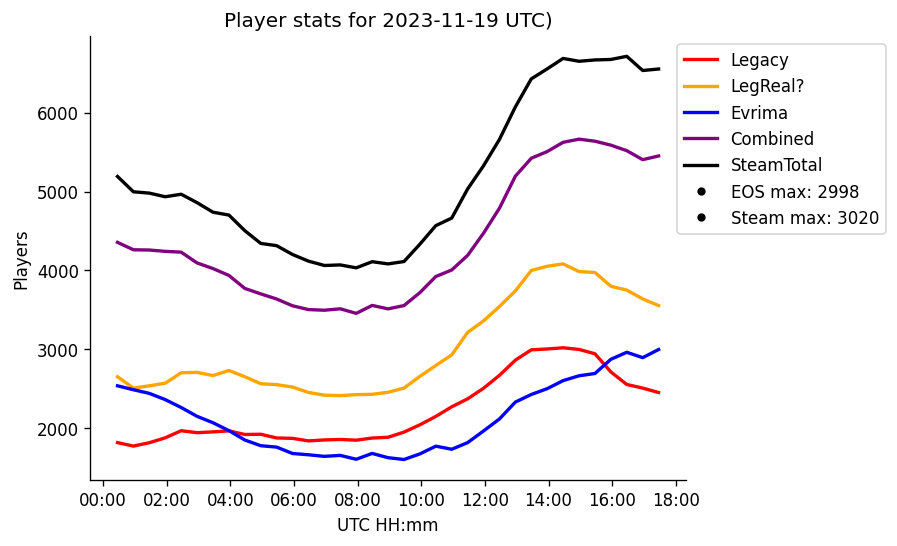 Player stats for 2023-11-19 UTC)
Legacy
LegReal?
Evrima
Combined
SteamTotal
EOS max: 2998
Steam max: 3020
Players
6000
5000
4000
3000
2000
00:00 02:00 04:00 06:00 08:00 10:00 12:00 14:00 16:00 18:00
UTC HH:mm